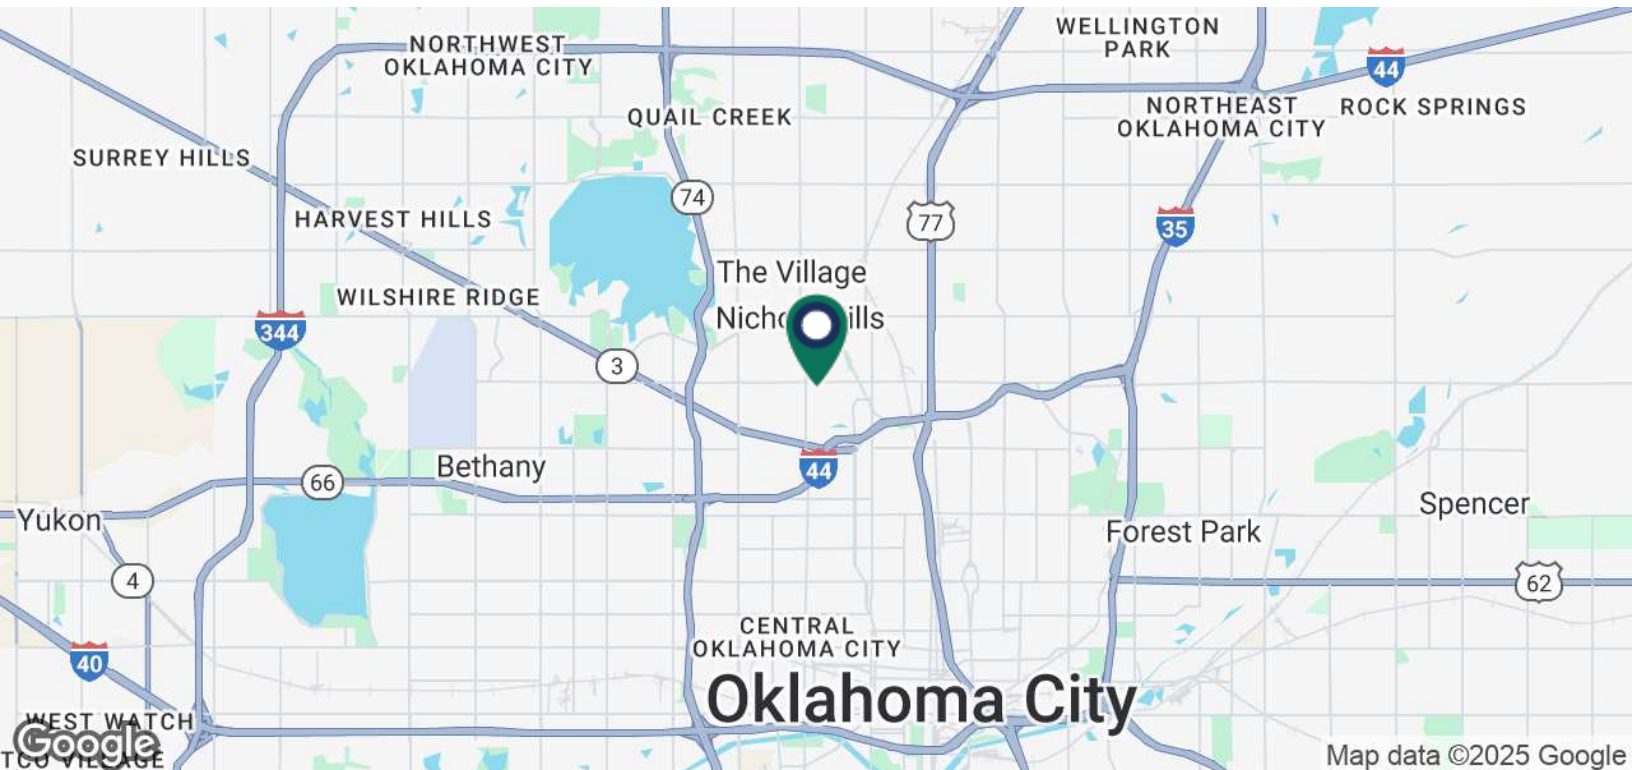 WELLINGTON
PARK
NORTHWEST
OKLAHOMA CITY
44
QUAIL CREEK
NORTHEAST
OKLAHOMA CITY
ROCK SPRINGS
SURREY HILLS
74
HARVEST HILLS
77
35
The Village
WILSHIRE RIDGE
344
3
44
Bethany
66
Spencer
Yukon
Forest Park
4
62
CENTRAL
OKLAHOMA CITY
40
Oklahoma City
WEST WATCH
Google
Map data ©2025 Google